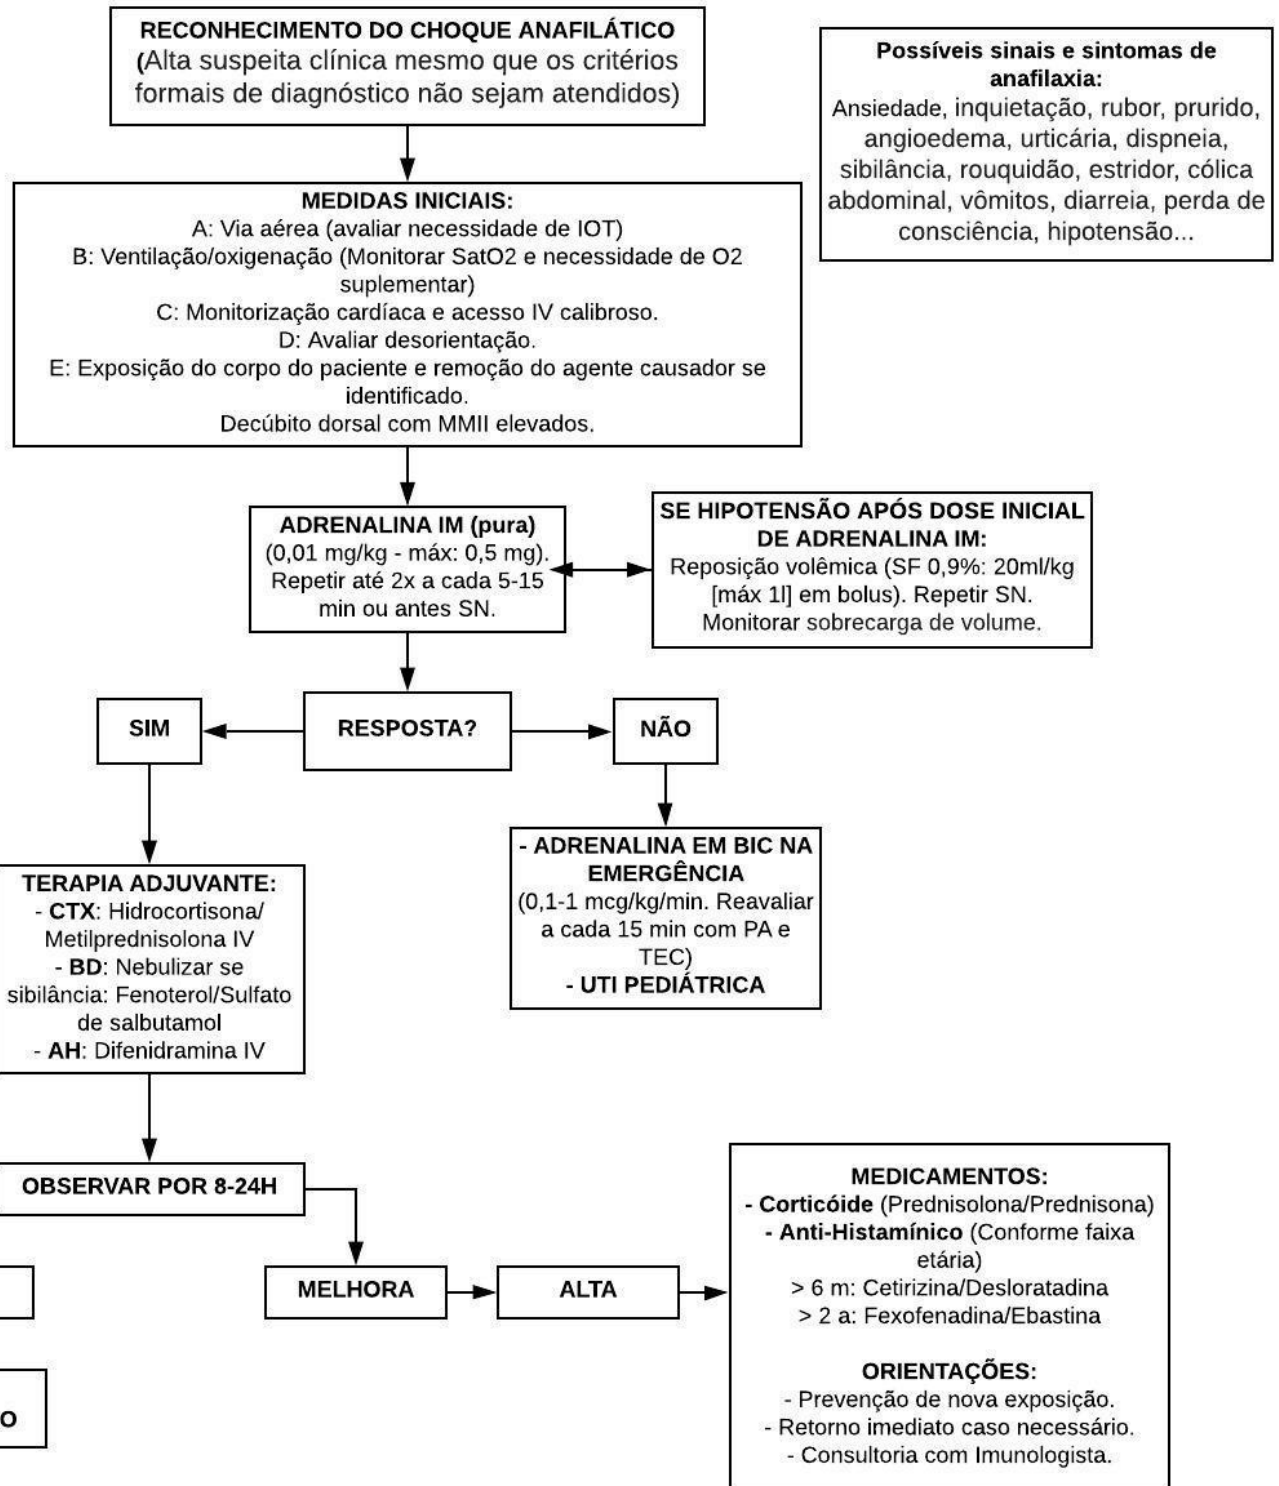 RECONHECIMENTO DO CHOQUE ANAFILÁTICO
(Alta suspeita clínica mesmo que os critérios
formais de diagnóstico não sejam atendidos)
Possíveis sinais e sintomas de
anafilaxia:
Ansiedade, inquietação, rubor, prurido,
angioedema, urticária, dispneia,
sibilância, rouquidão, estridor, cólica
abdominal, vômitos, diarreia, perda de
consciência, hipotensão...
MEDIDAS INICIAIS:
A: Via aérea (avaliar necessidade de IOT)
B: Ventilação/oxigenação (Monitorar SatO2 e necessidade de O2
suplementar)
C: Monitorização cardíaca e acesso IV calibroso.
D: Avaliar desorientação.
E: Exposição do corpo do paciente e remoção do agente causador se
identificado.
Decúbito dorsal com MMII elevados.
ADRENALINA IM (pura)
(0,01 mg/kg - máx: 0,5 mg).
Repetir até 2x a cada 5-15
min ou antes SN.
SE HIPOTENSÃO APÓS DOSE INICIAL
DE ADRENALINA IM:
Reposição volêmica (SF 0,9%: 20ml/kg
[máx 1l] em bolus). Repetir SN.
Monitorar sobrecarga de volume.
SIM
RESPOSTA?
NÃO
- ADRENALINA EM BIC NA
EMERGÊNCIA
(0,1-1 mcg/kg/min. Reavaliar
a cada 15 min com PA e
TEC)
- UTI PEDIÁTRICA
TERAPIA ADJUVANTE:
- CTX: Hidrocortisona/
Metilprednisolona IV
- BD: Nebulizar se
sibilância: Fenoterol/Sulfato
de salbutamol
- AH: Difenidramina IV
OBSERVAR POR 8-24H
MELHORA
ALTA
MEDICAMENTOS:
- Corticóide (Prednisolona/Prednisona)
- Anti-Histamínico (Conforme faixa
etária)
> 6 m: Cetirizina/Desloratadina
> 2 a: Fexofenadina/Ebastina
ORIENTAÇÕES:
- Prevenção de nova exposição.
- Retorno imediato caso necessário.
- Consultoria com Imunologista.